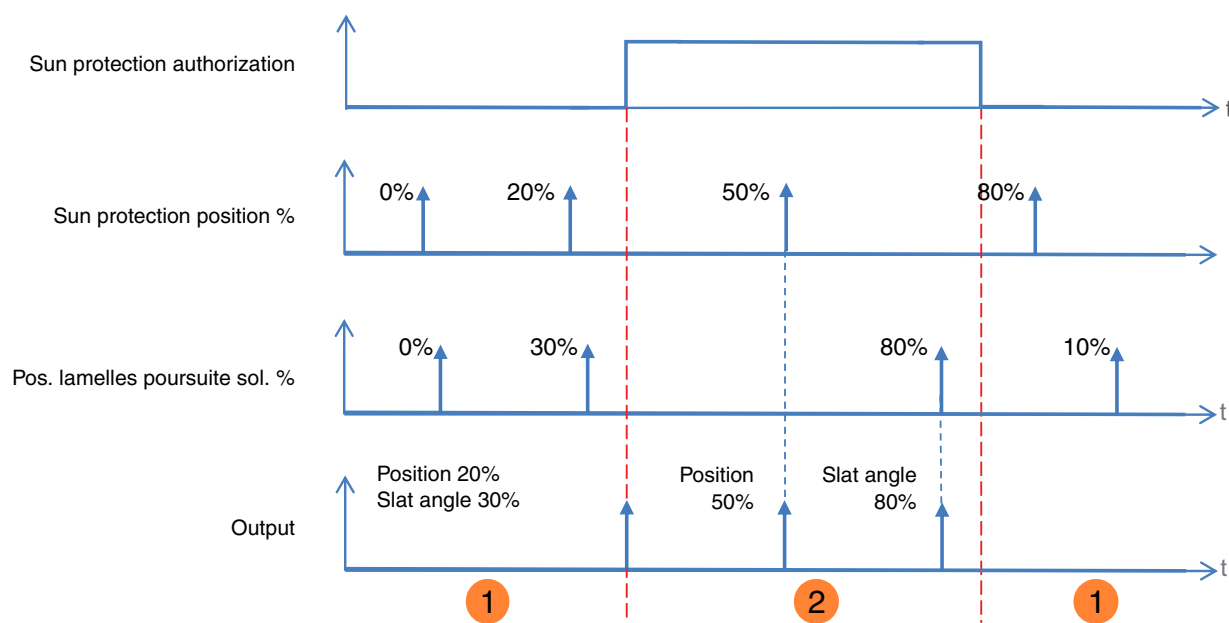 Sun protection authorization
t
Sun protection position %
0%
20%
50%
80%
Pos. lamelles poursuite sol. %
0%
30%
80%
10%
t
Output
Position 20%
Slat angle 30%
Position
50%
Slat angle
80%
t
1
2
1